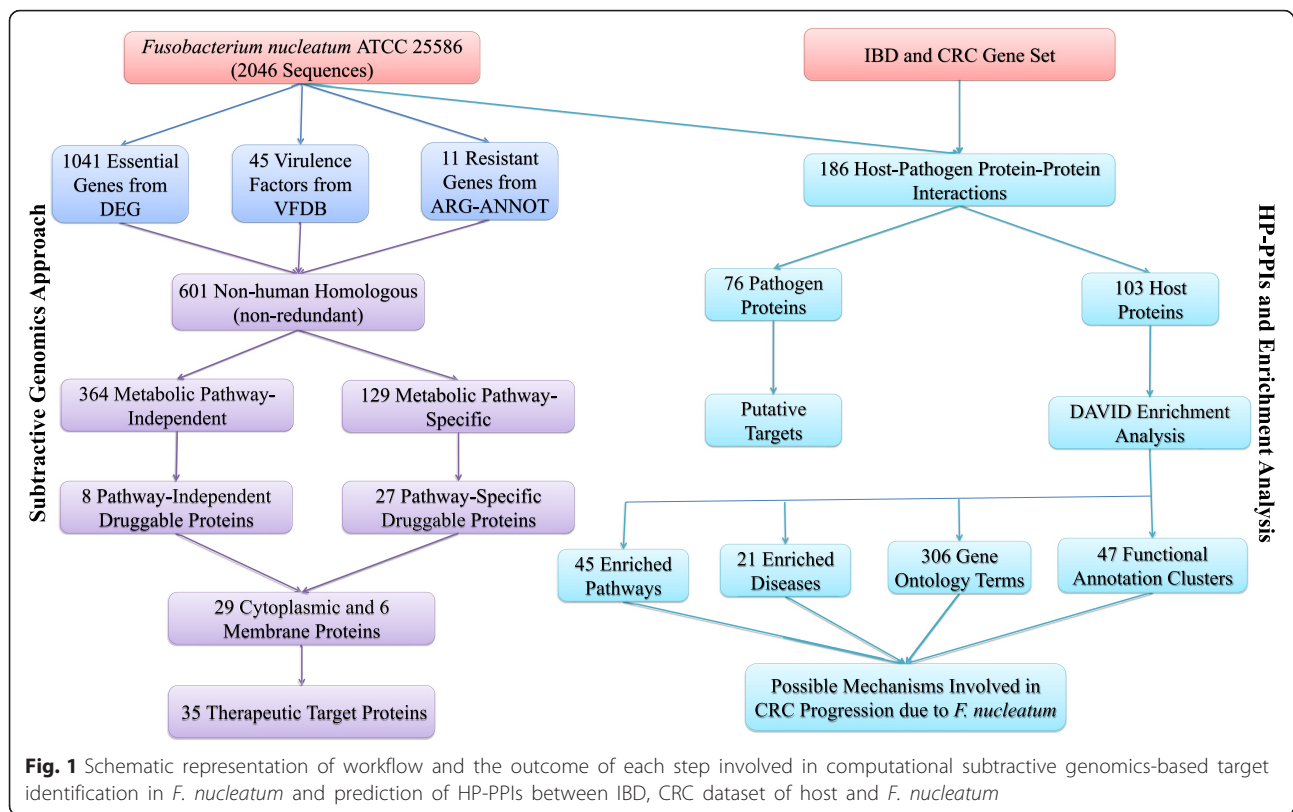 Fusobacterium nucleatum ATCC 25586
(2046 Sequences)
IBD and CRC Gene Set
1041 Essential
Genes from
DEG
45 Virulence
Factors from
VFDB
11 Resistant
Genes from
ARG-ANNOT
186 Host-Pathogen Protein-Protein
Interactions
Subtractive Genomics Approach
HP-PPIs and Enrichment Analysis
601 Non-human Homologous
(non-redundant)
76 Pathogen
Proteins
103 Host
Proteins
364 Metabolic Pathway-
Independent
129 Metabolic Pathway-
Specific
Putative
Targets
DAVID Enrichment
Analysis
8 Pathway-Independent
Druggable Proteins
27 Pathway-Specific
Druggable Proteins
45 Enriched
Pathways
21 Enriched
Diseases
306 Gene
Ontology Terms
47 Functional
Annotation Clusters
29 Cytoplasmic and 6
Membrane Proteins
35 Therapeutic Target Proteins
Possible Mechanisms Involved in
CRC Progression due to F. nucleatum
Fig. 1 Schematic representation of workflow and the outcome of each step involved in computational subtractive genomics-based target
identification in F. nucleatum and prediction of HP-PPIs between IBD, CRC dataset of host and F. nucleatum